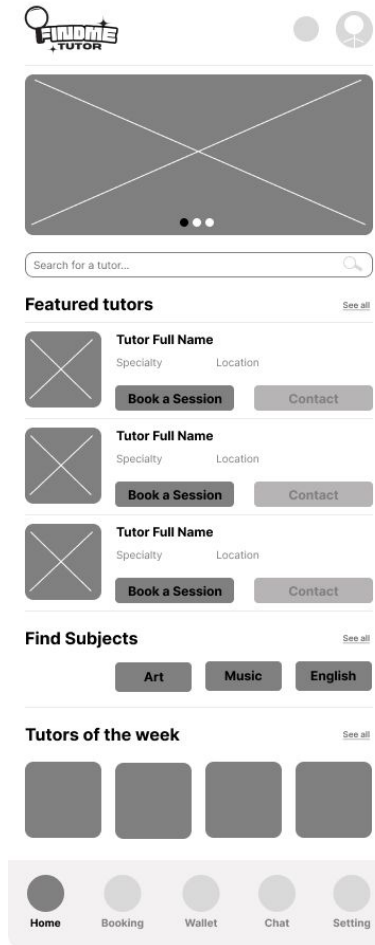 FINDME
TUTOR
Search for a tutor...
Featured tutors See all
Tutor Full Name
Specialty Location
Book a Session Contact
Tutor Full Name
Specialty Location
Book a Session Contact
Tutor Full Name
Specialty Location
Book a Session Contact
Find Subjects See all
Art Music English
Tutors of the week See all
Home Booking Wallet Chat Setting